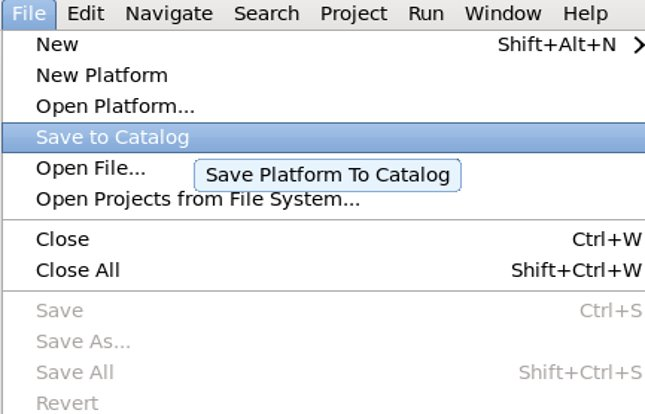 File Edit Navigate Search Project Run Window Help
New Shift+Alt+N
New Platform
Open Platform...
Save to Catalog
Open File...
Save Platform To Catalog
Open Projects from File System...
Close Ctrl+W
Close All Shift+Ctrl+W
Save Ctrl+S
Save As...
Save All Shift+Ctrl+S
Revert